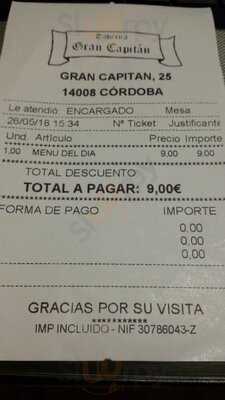 Taberna
Gran Capitán
GRAN CAPITAN, 25
14008 CÓRDOBA
Le atendió ENCARGADO Mesa
26/05/18 15:34 Nº Ticket Justificante
Und. Artículo Precio Importe
1.00 MENU DEL DIA 9,00 9,00
TOTAL DESCUENTO
TOTAL A PAGAR: 9,00€
FORMA DE PAGO IMPORTE
0,00
0,00
0,00
GRACIAS POR SU VISITA
***********
IMP INCLUIDO - NIF 30786043-Z